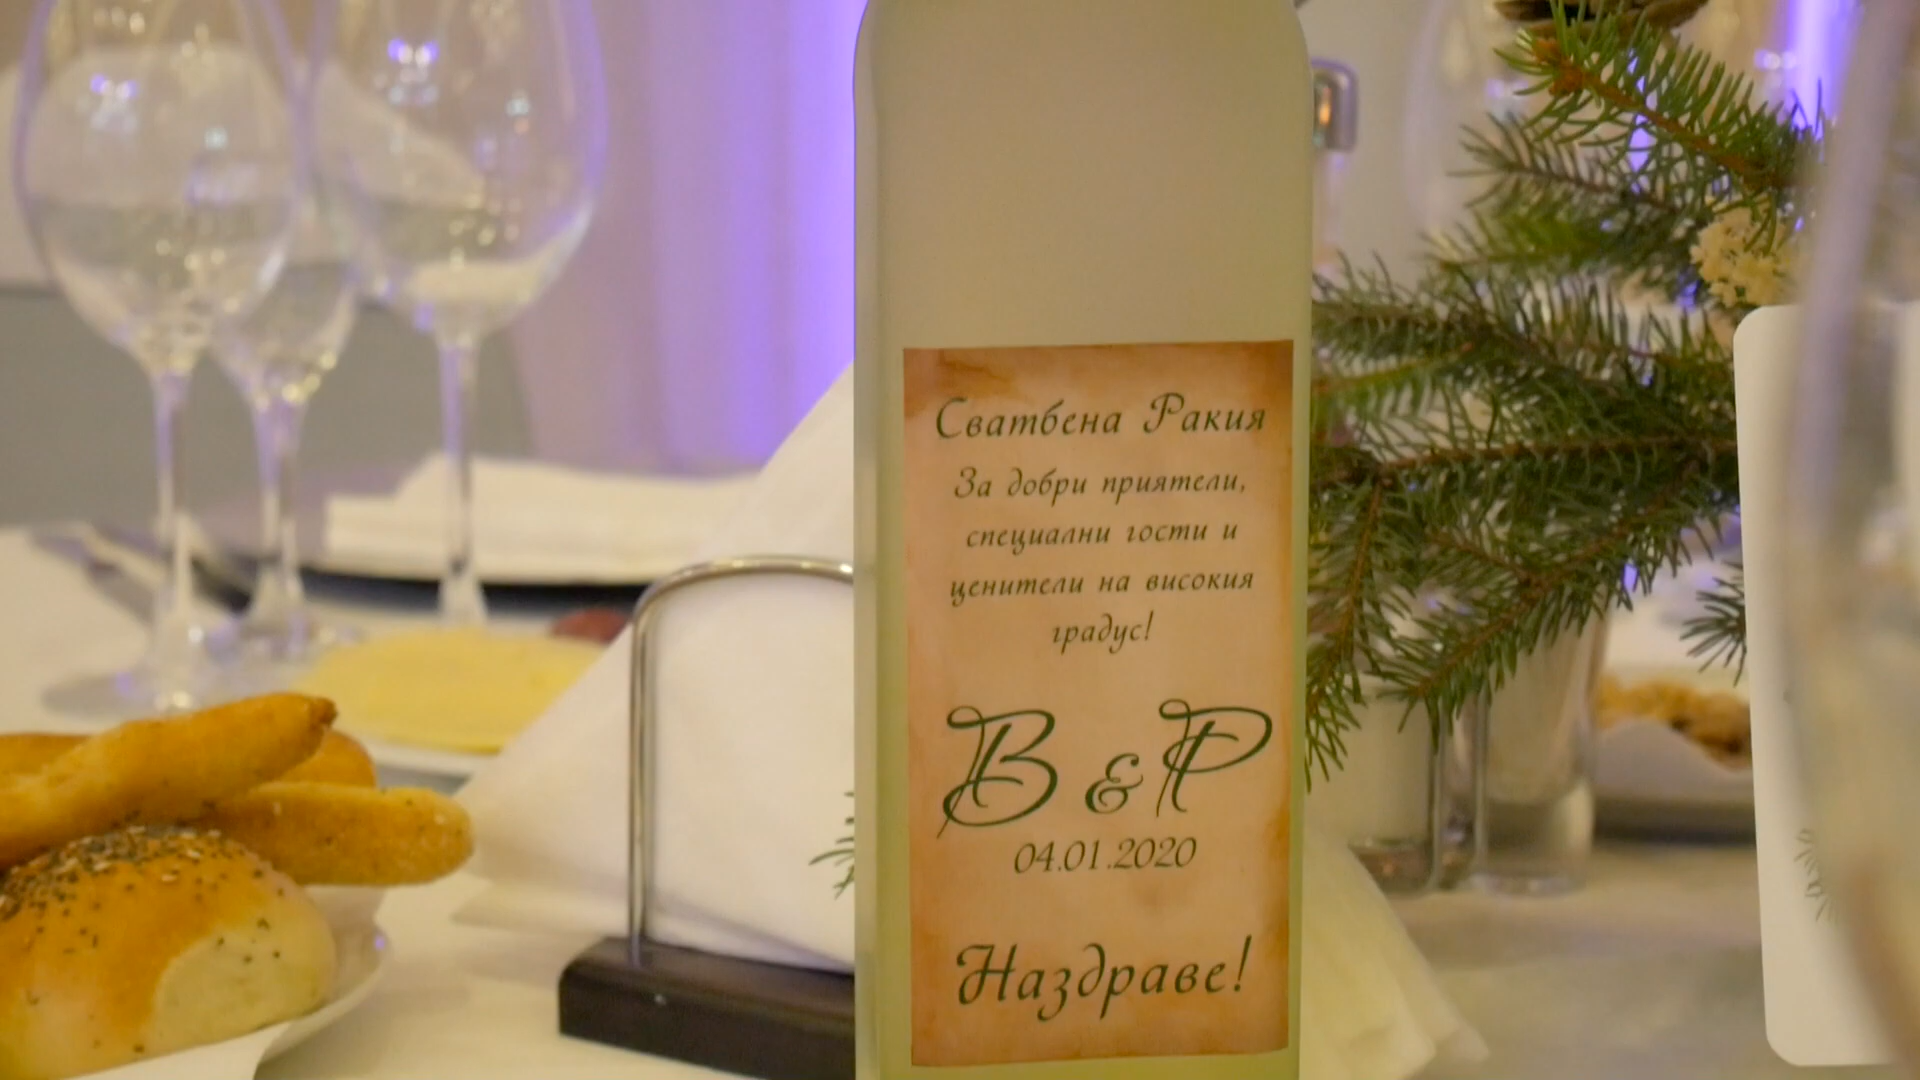 Сватбена Ракия
За добри приятели,
специални гости и
ценители на високия
градус!
B & P
04.01.2020
Наздраве!